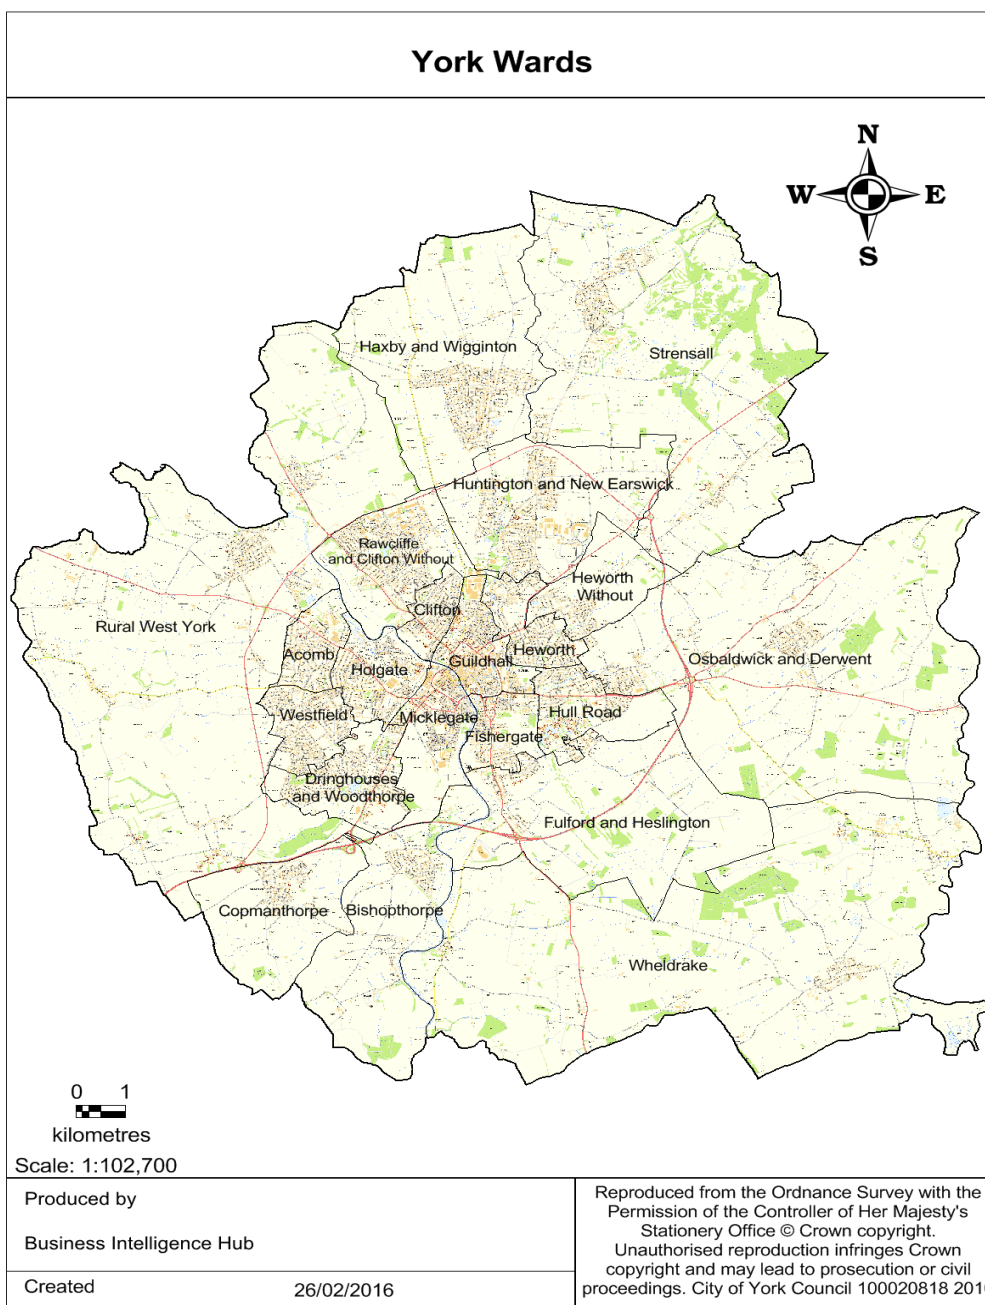 York Wards
N
W E
S
Haxby and Wigginton
Strensall
Huntington and New Earswick
Rawcliffe
and Clifton Without
Heworth
Without
Clifton
Rural West York
Acomb
Holgate
Guildhall
Heworth
Osbaldwick and Derwent
Westfield
Micklegate
Hull Road
Fishergate
Dringhouses
and Woodthorpe
Fulford and Heslington
Copmanthorpe
Bishopthorpe
Wheldrake
0 1
kilometres
Scale: 1:102,700
Produced by
Business Intelligence Hub
Created 26/02/2016
Reproduced from the Ordnance Survey with the
Permission of the Controller of Her Majesty's
Stationery Office © Crown copyright.
Unauthorised reproduction infringes Crown
copyright and may lead to prosecution or civil
proceedings. City of York Council 100020818 2016